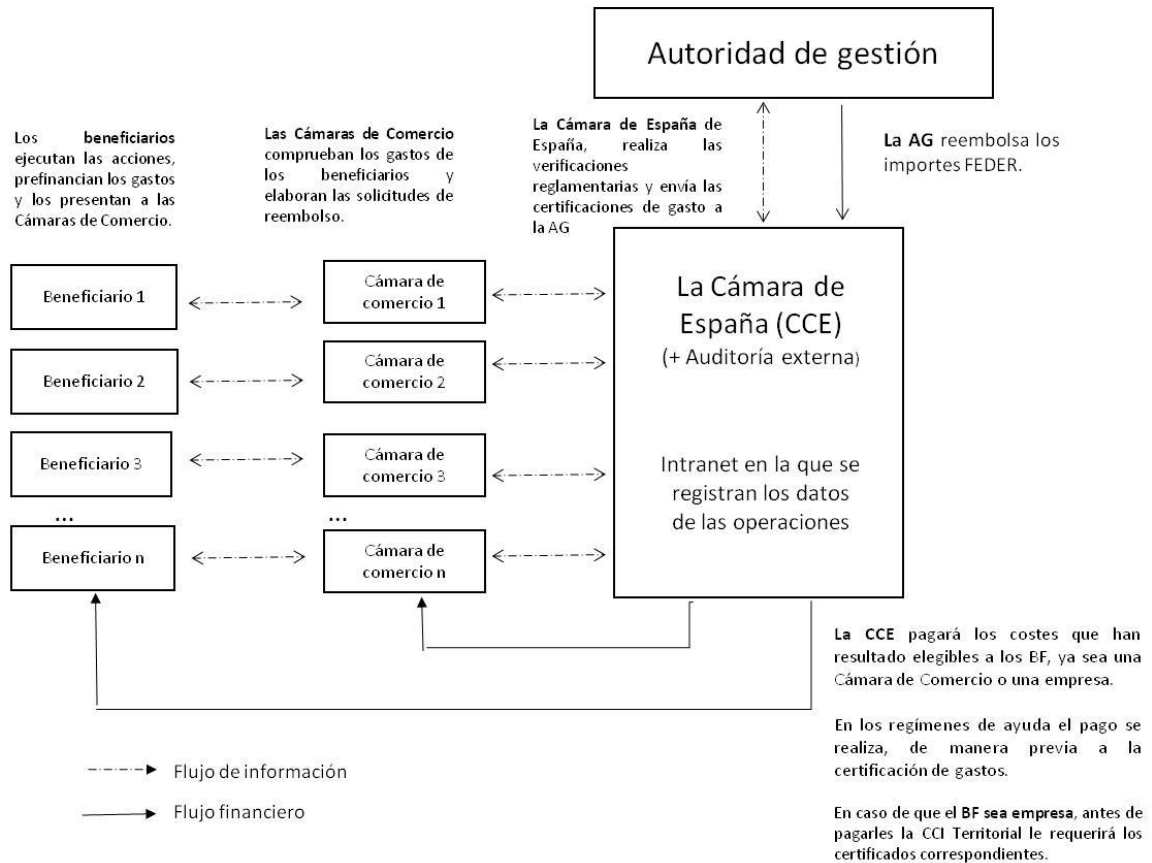 Autoridad de gestión
Los beneficiarios
ejecutan las acciones,
prefinancian los gastos
y los presentan a las
Cámaras de Comercio.
Las Cámaras de Comercio
comprueban los gastos de
los beneficiarios y
elaboran las solicitudes de
reembolso.
La Cámara de España de
España, realiza las
verificaciones
reglamentarias y envía las
certificaciones de gasto a
la AG
La AG reembolsa los
importes FEDER.
Beneficiario 1
Cámara de
comercio 1
Beneficiario 2
Cámara de
comercio 2
Beneficiario 3
Cámara de
comercio 3
...
...
Beneficiario n
Cámara de
comercio n
La Cámara de
España (CCE)
(+ Auditoría externa)
Intranet en la que se
registran los datos
de las operaciones
La CCE pagará los costes que han
resultado elegibles a los BF, ya sea una
Cámara de Comercio o una empresa.
En los regímenes de ayuda el pago se
realiza, de manera previa a la
certificación de gastos.
En caso de que el BF sea empresa, antes de
pagarles la CCI Territorial le requerirá los
certificados correspondientes.
Flujo de información
Flujo financiero